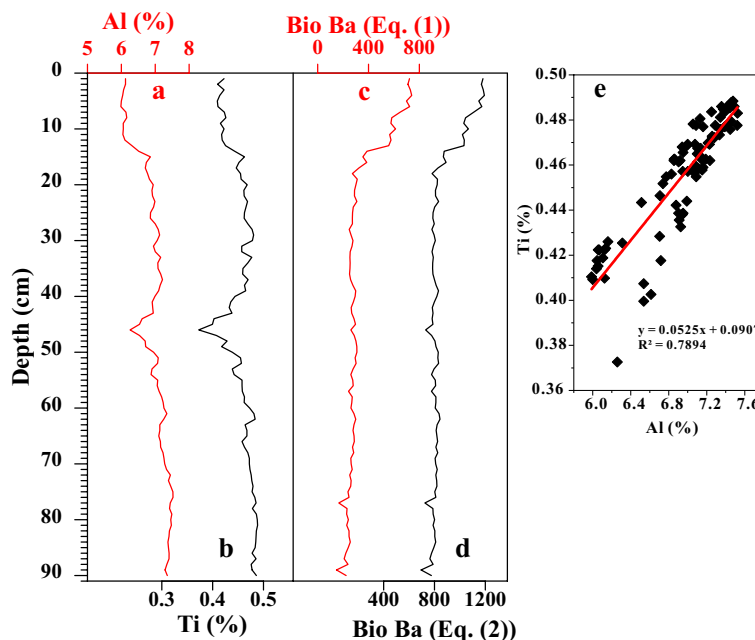 Al (%)
Bio Ba (Eq. (1))
5 6 7 8
0 400 800
a
c
e
b
d
Depth (cm)
0
10
20
30
40
50
60
70
80
90
0.3 0.4 0.5
Ti (%)
400 800 1200
Bio Ba (Eq. (2))
Ti (%)
0.50
0.48
0.46
0.44
0.42
0.40
0.38
0.36
y = 0.0525x + 0.0907
R² = 0.7894
6.0 6.4 6.8 7.2 7.6
Al (%)